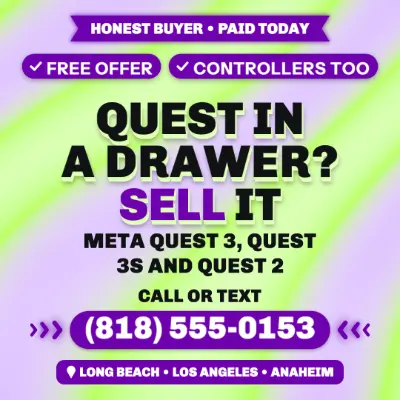 HONEST BUYER • PAID TODAY
✓ FREE OFFER ✓ CONTROLLERS TOO
QUEST IN
A DRAWER?
SELL IT
META QUEST 3, QUEST
3S AND QUEST 2
CALL OR TEXT
(818) 555-0153
LONG BEACH • LOS ANGELES • ANAHEIM